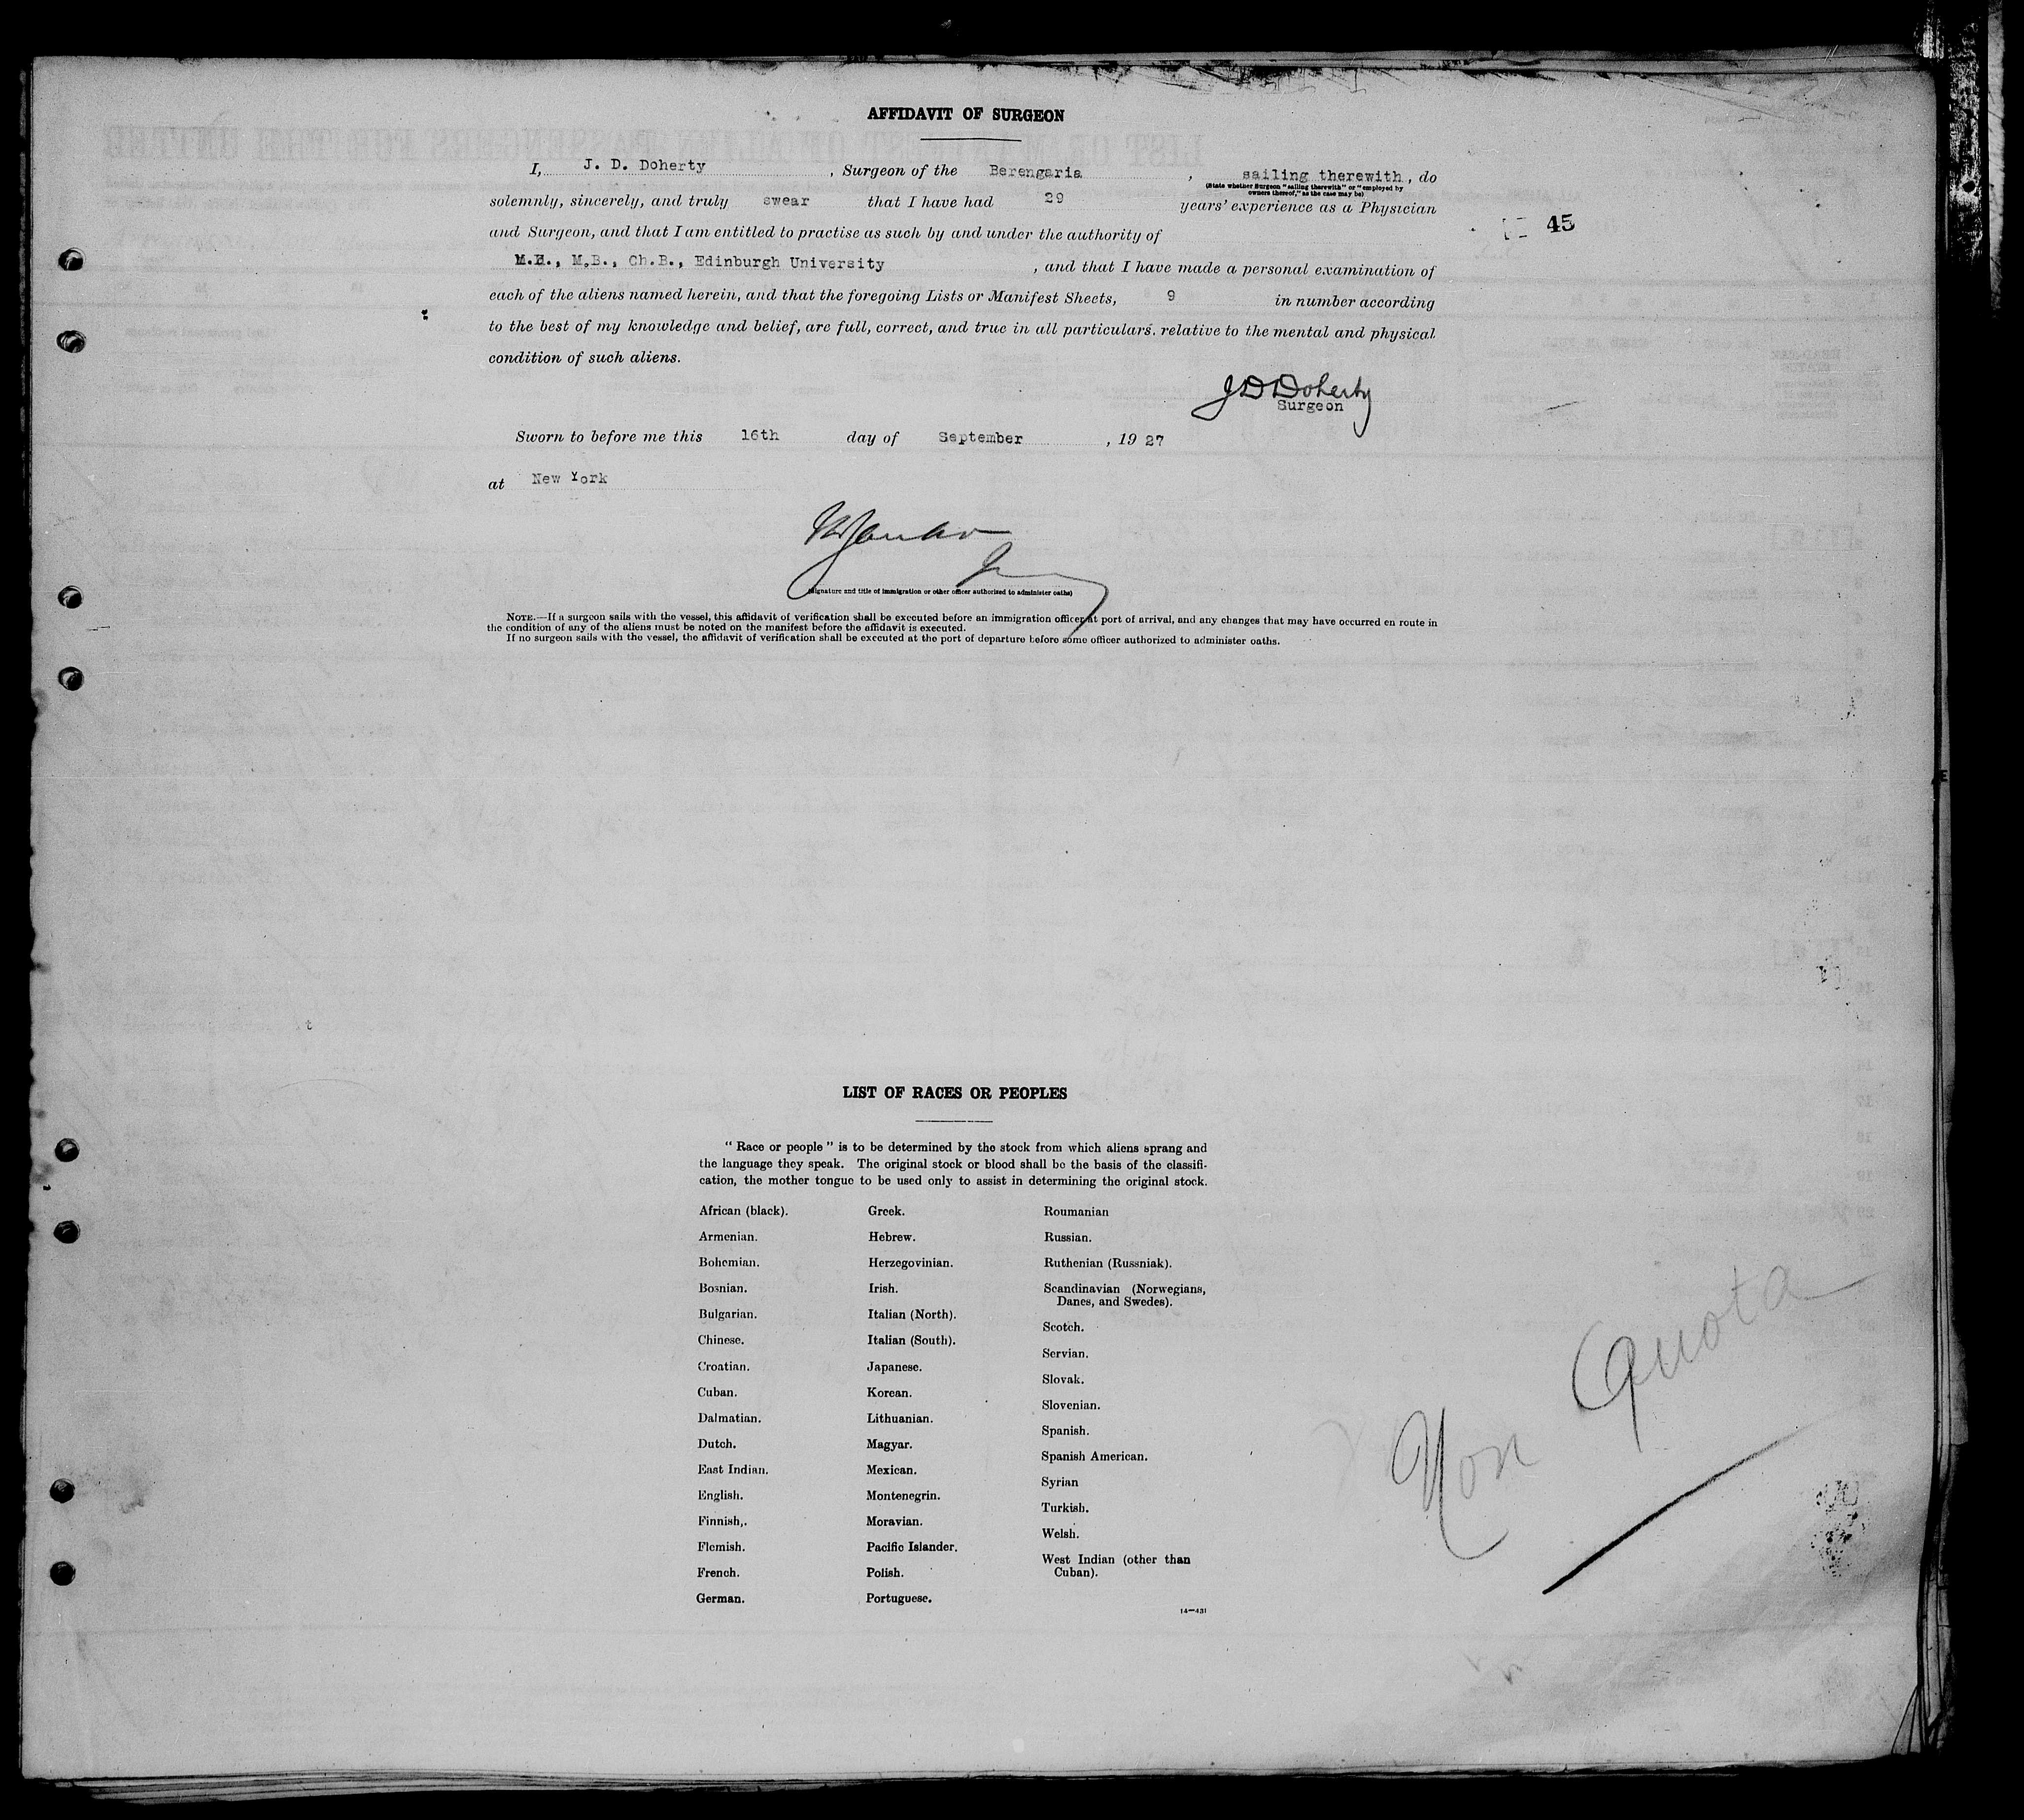 AFFIDAVIT OF SURGEON
I, J. D. Doherty, Surgeon of the Berengaria, sailing therewith, do
(State whether Surgeon "sailing therewith" or "employed by
owners thereof," as the case may be)
solemnly, sincerely, and truly swear that I have had 29 years' experience as a Physician
45
and Surgeon, and that I am entitled to practise as such by and under the authority of
M.B., Ch.B., Edinburgh University, and that I have made a personal examination of
each of the aliens named herein, and that the foregoing Lists or Manifest Sheets, 9 in number according
to the best of my knowledge and belief, are full, correct, and true in all particulars. relative to the mental and physical
condition of such aliens.
J D Doherty
Surgeon
Sworn to before me this 16th day of September, 1927
at New York
(Signature and title of immigration or other officer authorized to administer oaths)
NOTE.—If a surgeon sails with the vessel, this affidavit of verification shall be executed before an immigration officer at port of arrival, and any changes that may have occurred en route in
the condition of any of the aliens must be noted on the manifest before the affidavit is executed.
If no surgeon sails with the vessel, the affidavit of verification shall be executed at the port of departure before some officer authorized to administer oaths.
LIST OF RACES OR PEOPLES
"Race or people" is to be determined by the stock from which aliens sprang and
the language they speak. The original stock or blood shall be the basis of the classifi-
cation, the mother tongue to be used only to assist in determining the original stock.
African (black).
Armenian.
Bohemian.
Bosnian.
Bulgarian.
Chinese.
Croatian.
Cuban.
Dalmatian.
Dutch.
East Indian.
English.
Finnish,.
Flemish.
French.
German.
Greek.
Hebrew.
Herzegovinian.
Irish.
Italian (North).
Italian (South).
Japanese.
Korean.
Lithuanian.
Magyar.
Mexican.
Montenegrin.
Moravian.
Pacific Islander.
Polish.
Portuguese.
Roumanian
Russian.
Ruthenian (Russniak).
Scandinavian (Norwegians,
Danes, and Swedes).
Scotch.
Servian.
Slovak.
Slovenian.
Spanish.
Spanish American.
Syrian
Turkish.
Welsh.
West Indian (other than
Cuban).
14—431
Non Quota